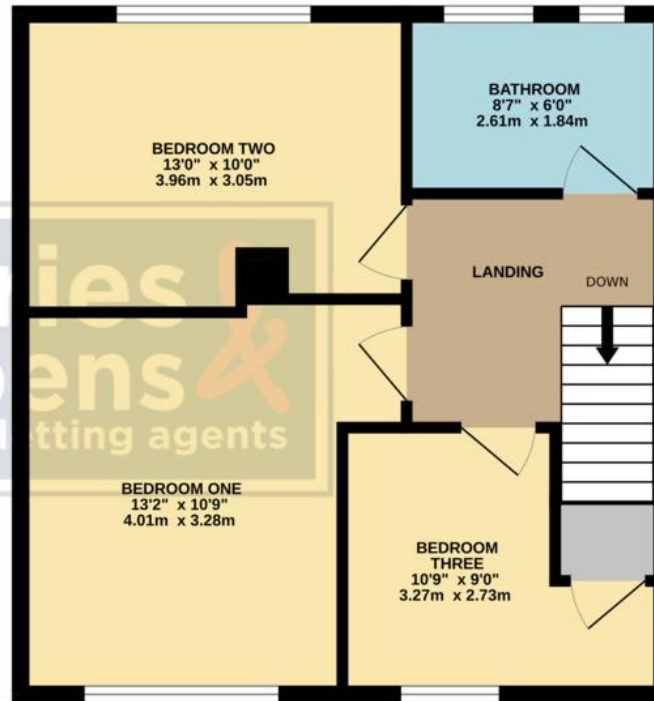 BATHROOM
8'7" x 6'0"
2.61m x 1.84m
BEDROOM TWO
13'0" x 10'0"
3.96m x 3.05m
LANDING
DOWN
&
letting agents
BEDROOM ONE
13'2" x 10'9"
4.01m x 3.28m
BEDROOM
THREE
10'9" x 9'0"
3.27m x 2.73m